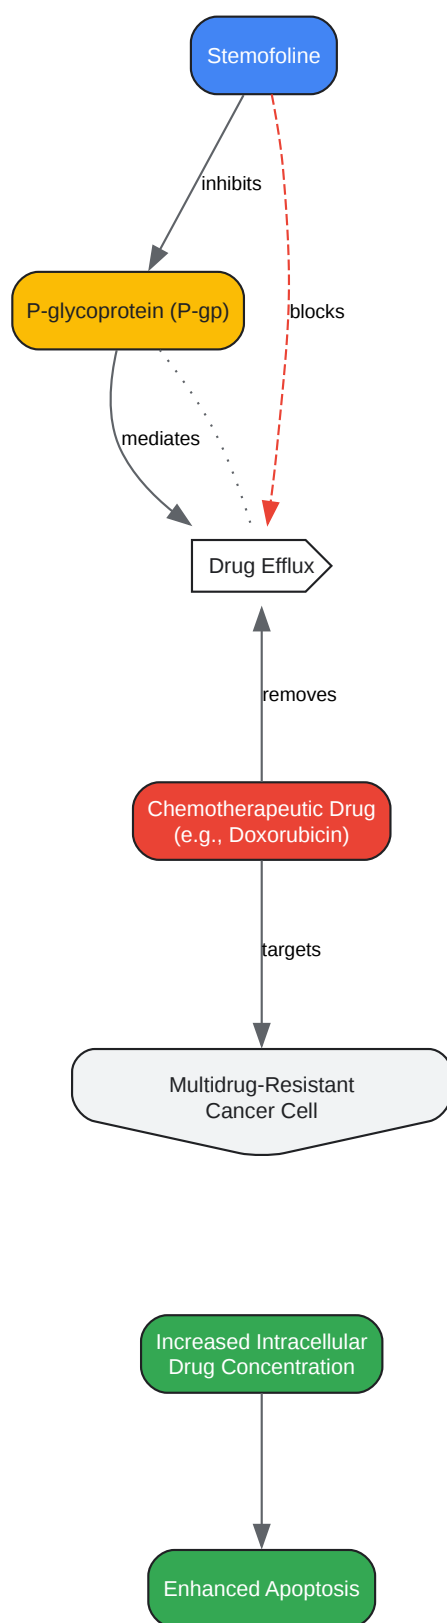 Stemofoline
inhibits
P-glycoprotein (P-gp)
blocks
mediates
Drug Efflux
removes
Chemotherapeutic Drug
(e.g., Doxorubicin)
targets
Multidrug-Resistant
Cancer Cell
Increased Intracellular
Drug Concentration
Enhanced Apoptosis